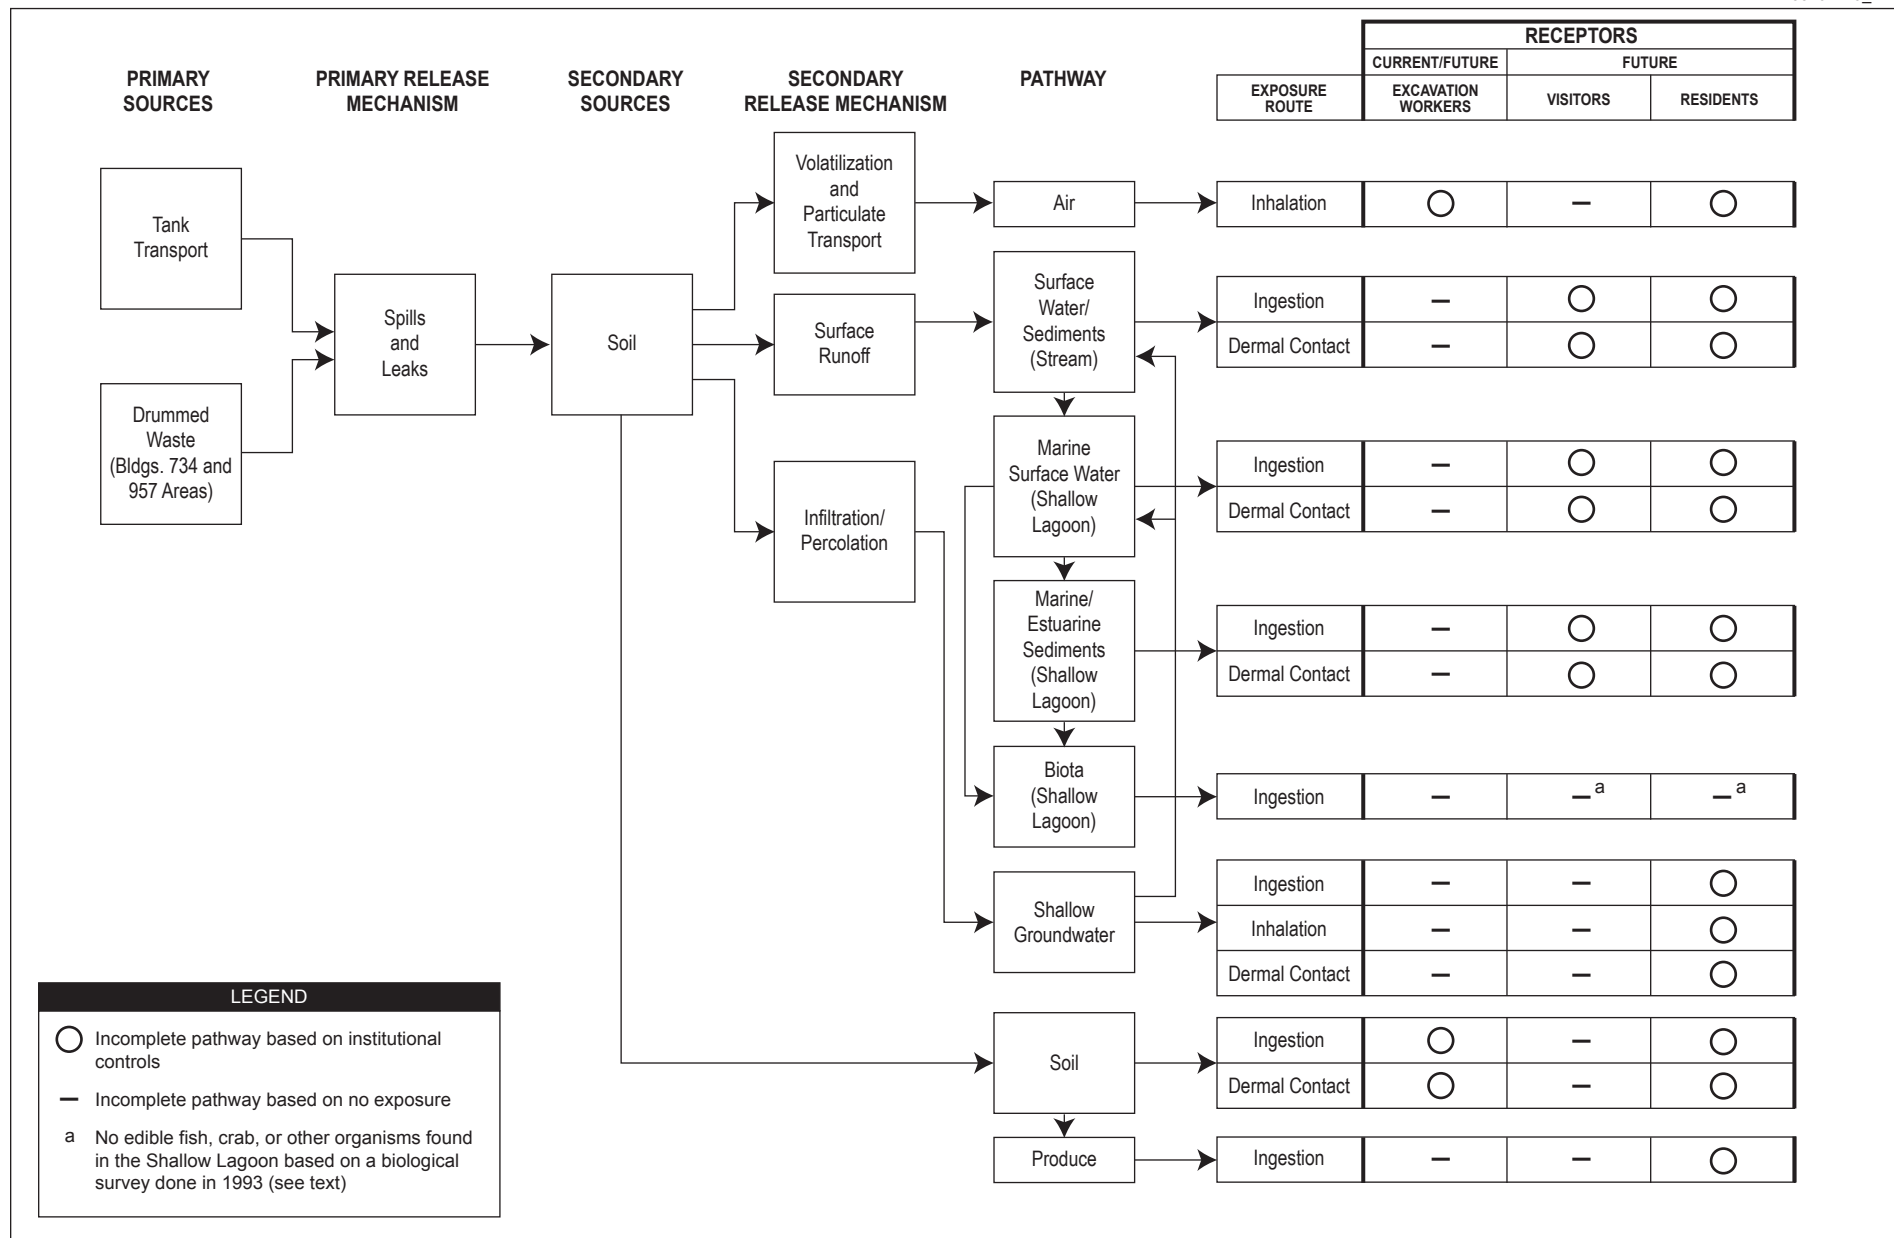 RECEPTORS
CURRENT/FUTURE
FUTURE
PRIMARY
SOURCES
PRIMARY RELEASE
MECHANISM
SECONDARY
SOURCES
SECONDARY
RELEASE MECHANISM
PATHWAY
EXPOSURE
ROUTE
EXCAVATION
WORKERS
VISITORS
RESIDENTS
Tank
Transport
Drummed
Waste
(Bldgs. 734 and
957 Areas)
Spills
and
Leaks
Soil
Volatilization
and
Particulate
Transport
Surface
Runoff
Infiltration/
Percolation
Air
Inhalation
–
Surface
Water/
Sediments
(Stream)
Ingestion
–
Dermal Contact
–
Marine
Surface Water
(Shallow
Lagoon)
Ingestion
–
Dermal Contact
–
Marine/
Estuarine
Sediments
(Shallow
Lagoon)
Ingestion
–
Dermal Contact
–
Biota
(Shallow
Lagoon)
Ingestion – –a –a
Shallow
Groundwater
Ingestion – –
Inhalation – –
Dermal Contact – –
Soil
Ingestion –
Dermal Contact –
Produce
Ingestion – –
LEGEND
Incomplete pathway based on institutional
controls
– Incomplete pathway based on no exposure
a No edible fish, crab, or other organisms found
in the Shallow Lagoon based on a biological
survey done in 1993 (see text)